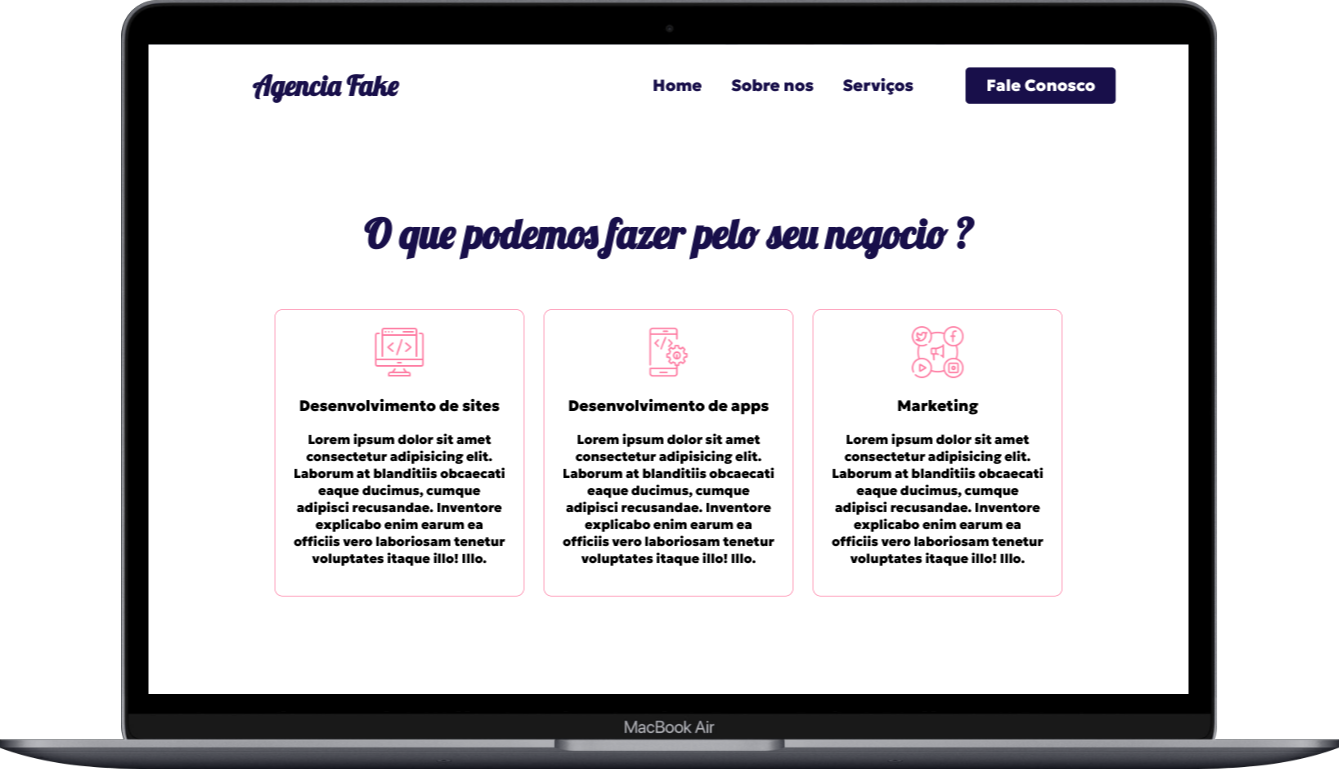 Agencia Fake
Home Sobre nos Serviços Fale Conosco
O que podemos fazer pelo seu negocio ?
Desenvolvimento de sites
Lorem ipsum dolor sit amet
consectetur adipisicing elit.
Laborum at blanditiis obcaecati
eaque ducimus, cumque
adipisci recusandae. Inventore
explicabo enim earum ea
officiis vero laboriosam tenetur
voluptates itaque illo! Illo.
Desenvolvimento de apps
Lorem ipsum dolor sit amet
consectetur adipisicing elit.
Laborum at blanditiis obcaecati
eaque ducimus, cumque
adipisci recusandae. Inventore
explicabo enim earum ea
officiis vero laboriosam tenetur
voluptates itaque illo! Illo.
Marketing
Lorem ipsum dolor sit amet
consectetur adipisicing elit.
Laborum at blanditiis obcaecati
eaque ducimus, cumque
adipisci recusandae. Inventore
explicabo enim earum ea
officiis vero laboriosam tenetur
voluptates itaque illo! Illo.
MacBook Air